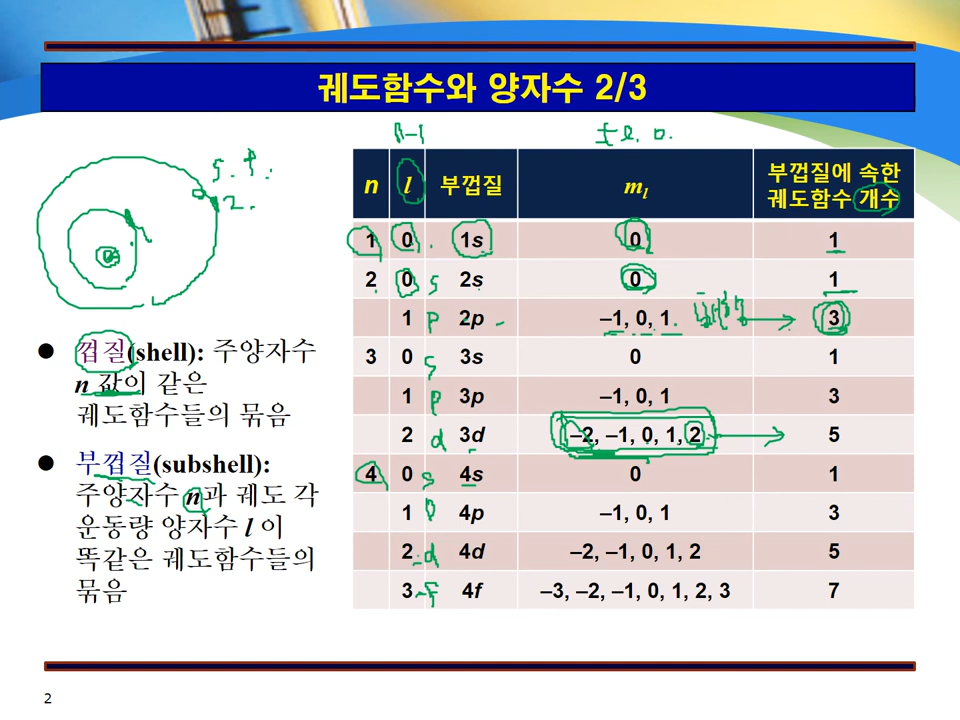 궤도함수와 양자수 2/3
n-1
±l, 0.
s. p.
2.
n l 부껍질 ml 부껍질에 속한 궤도함수 개수
1 0 1s 0 1
2 0 s 2s 0 1
1 p 2p –1, 0, 1 3
3 0 s 3s 0 1
1 p 3p –1, 0, 1 3
2 d 3d –2, –1, 0, 1, 2 5
4 0 s 4s 0 1
1 p 4p –1, 0, 1 3
2 d 4d –2, –1, 0, 1, 2 5
3 f 4f –3, –2, –1, 0, 1, 2, 3 7
● 껍질(shell): 주양자수
n 값이 같은
궤도함수들의 묶음
● 부껍질(subshell):
주양자수 n과 궤도 각
운동량 양자수 l 이
똑같은 궤도함수들의
묶음
2